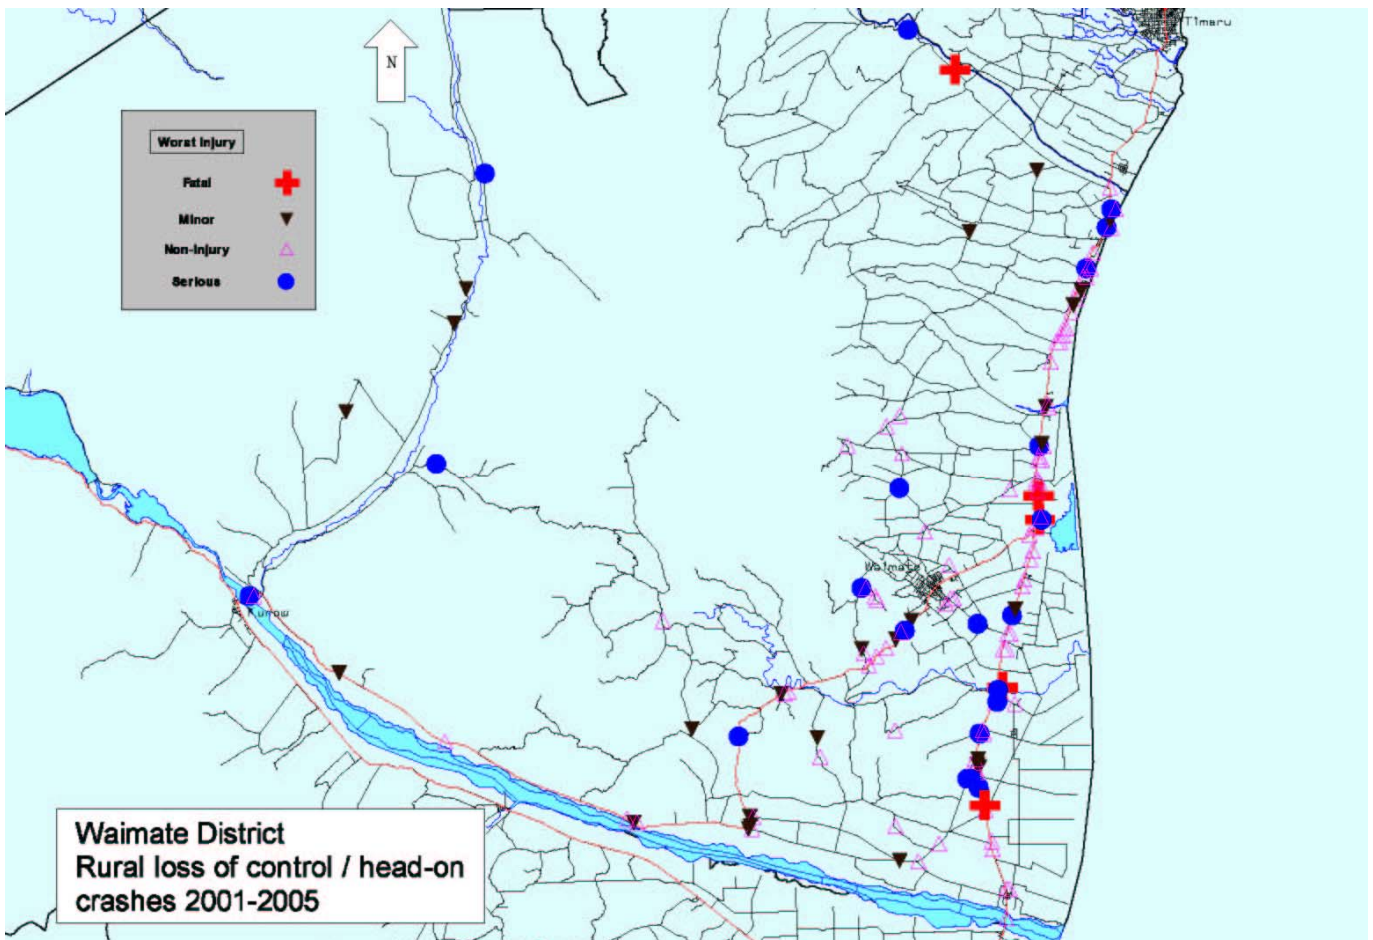 Timaru
N
Worst Injury
Fatal
Minor
Non-Injury
Serious
Waimate
Kurow
Waimate District
Rural loss of control / head-on
crashes 2001-2005